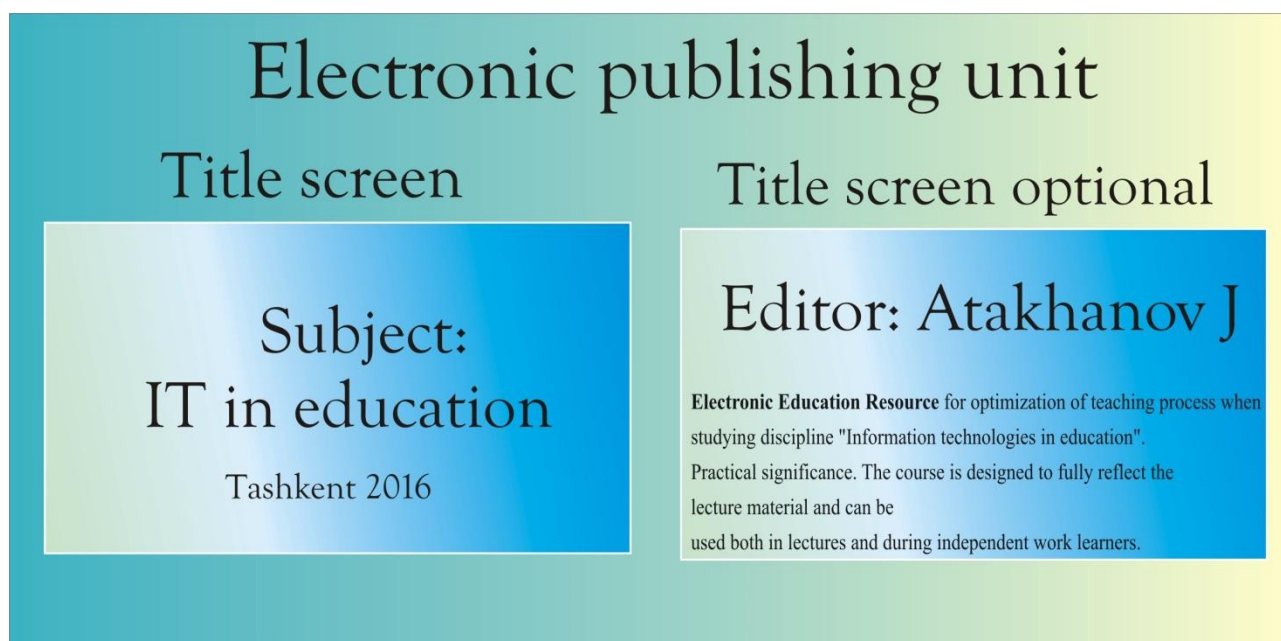 Electronic publishing unit
Title screen
Subject:
IT in education
Tashkent 2016
Title screen optional
Editor: Atakhanov J
Electronic Education Resource for optimization of teaching process when
studying discipline "Information technologies in education".
Practical significance. The course is designed to fully reflect the
lecture material and can be
used both in lectures and during independent work learners.